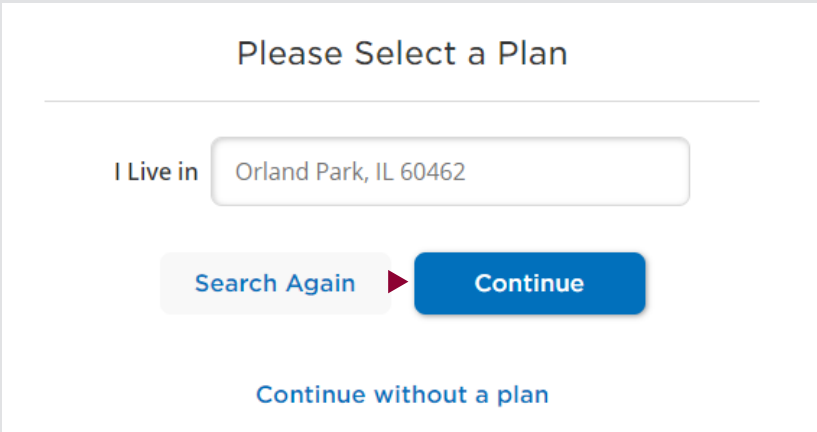 Please Select a Plan
I Live in Orland Park, IL 60462
Search Again Continue
Continue without a plan